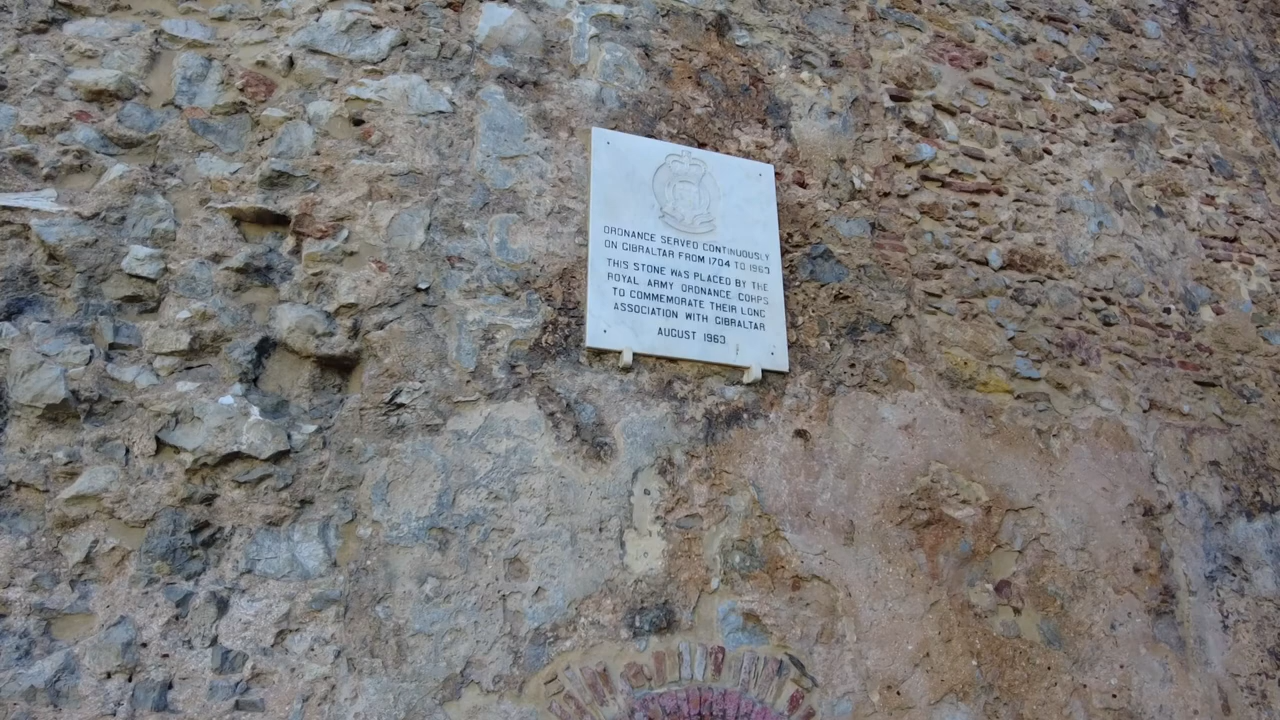 ORDNANCE SERVED CONTINUOUSLY
ON GIBRALTAR FROM 1704 TO 1963
THIS STONE WAS PLACED BY THE
ROYAL ARMY ORDNANCE CORPS
TO COMMEMORATE THEIR LONG
ASSOCIATION WITH GIBRALTAR
AUGUST 1963